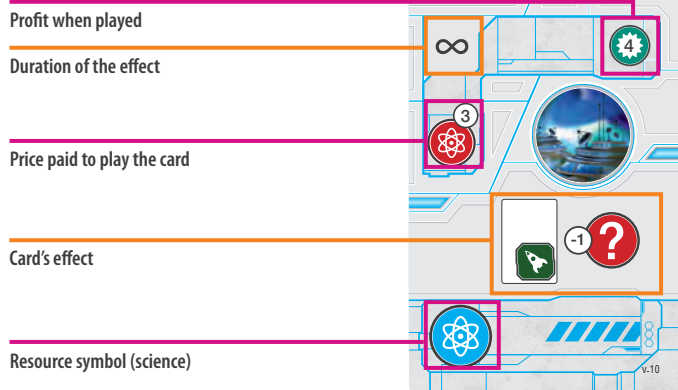 Profit when played
4
∞
Duration of the effect
3
Price paid to play the card
-1
?
Card's effect
Resource symbol (science)
v-10